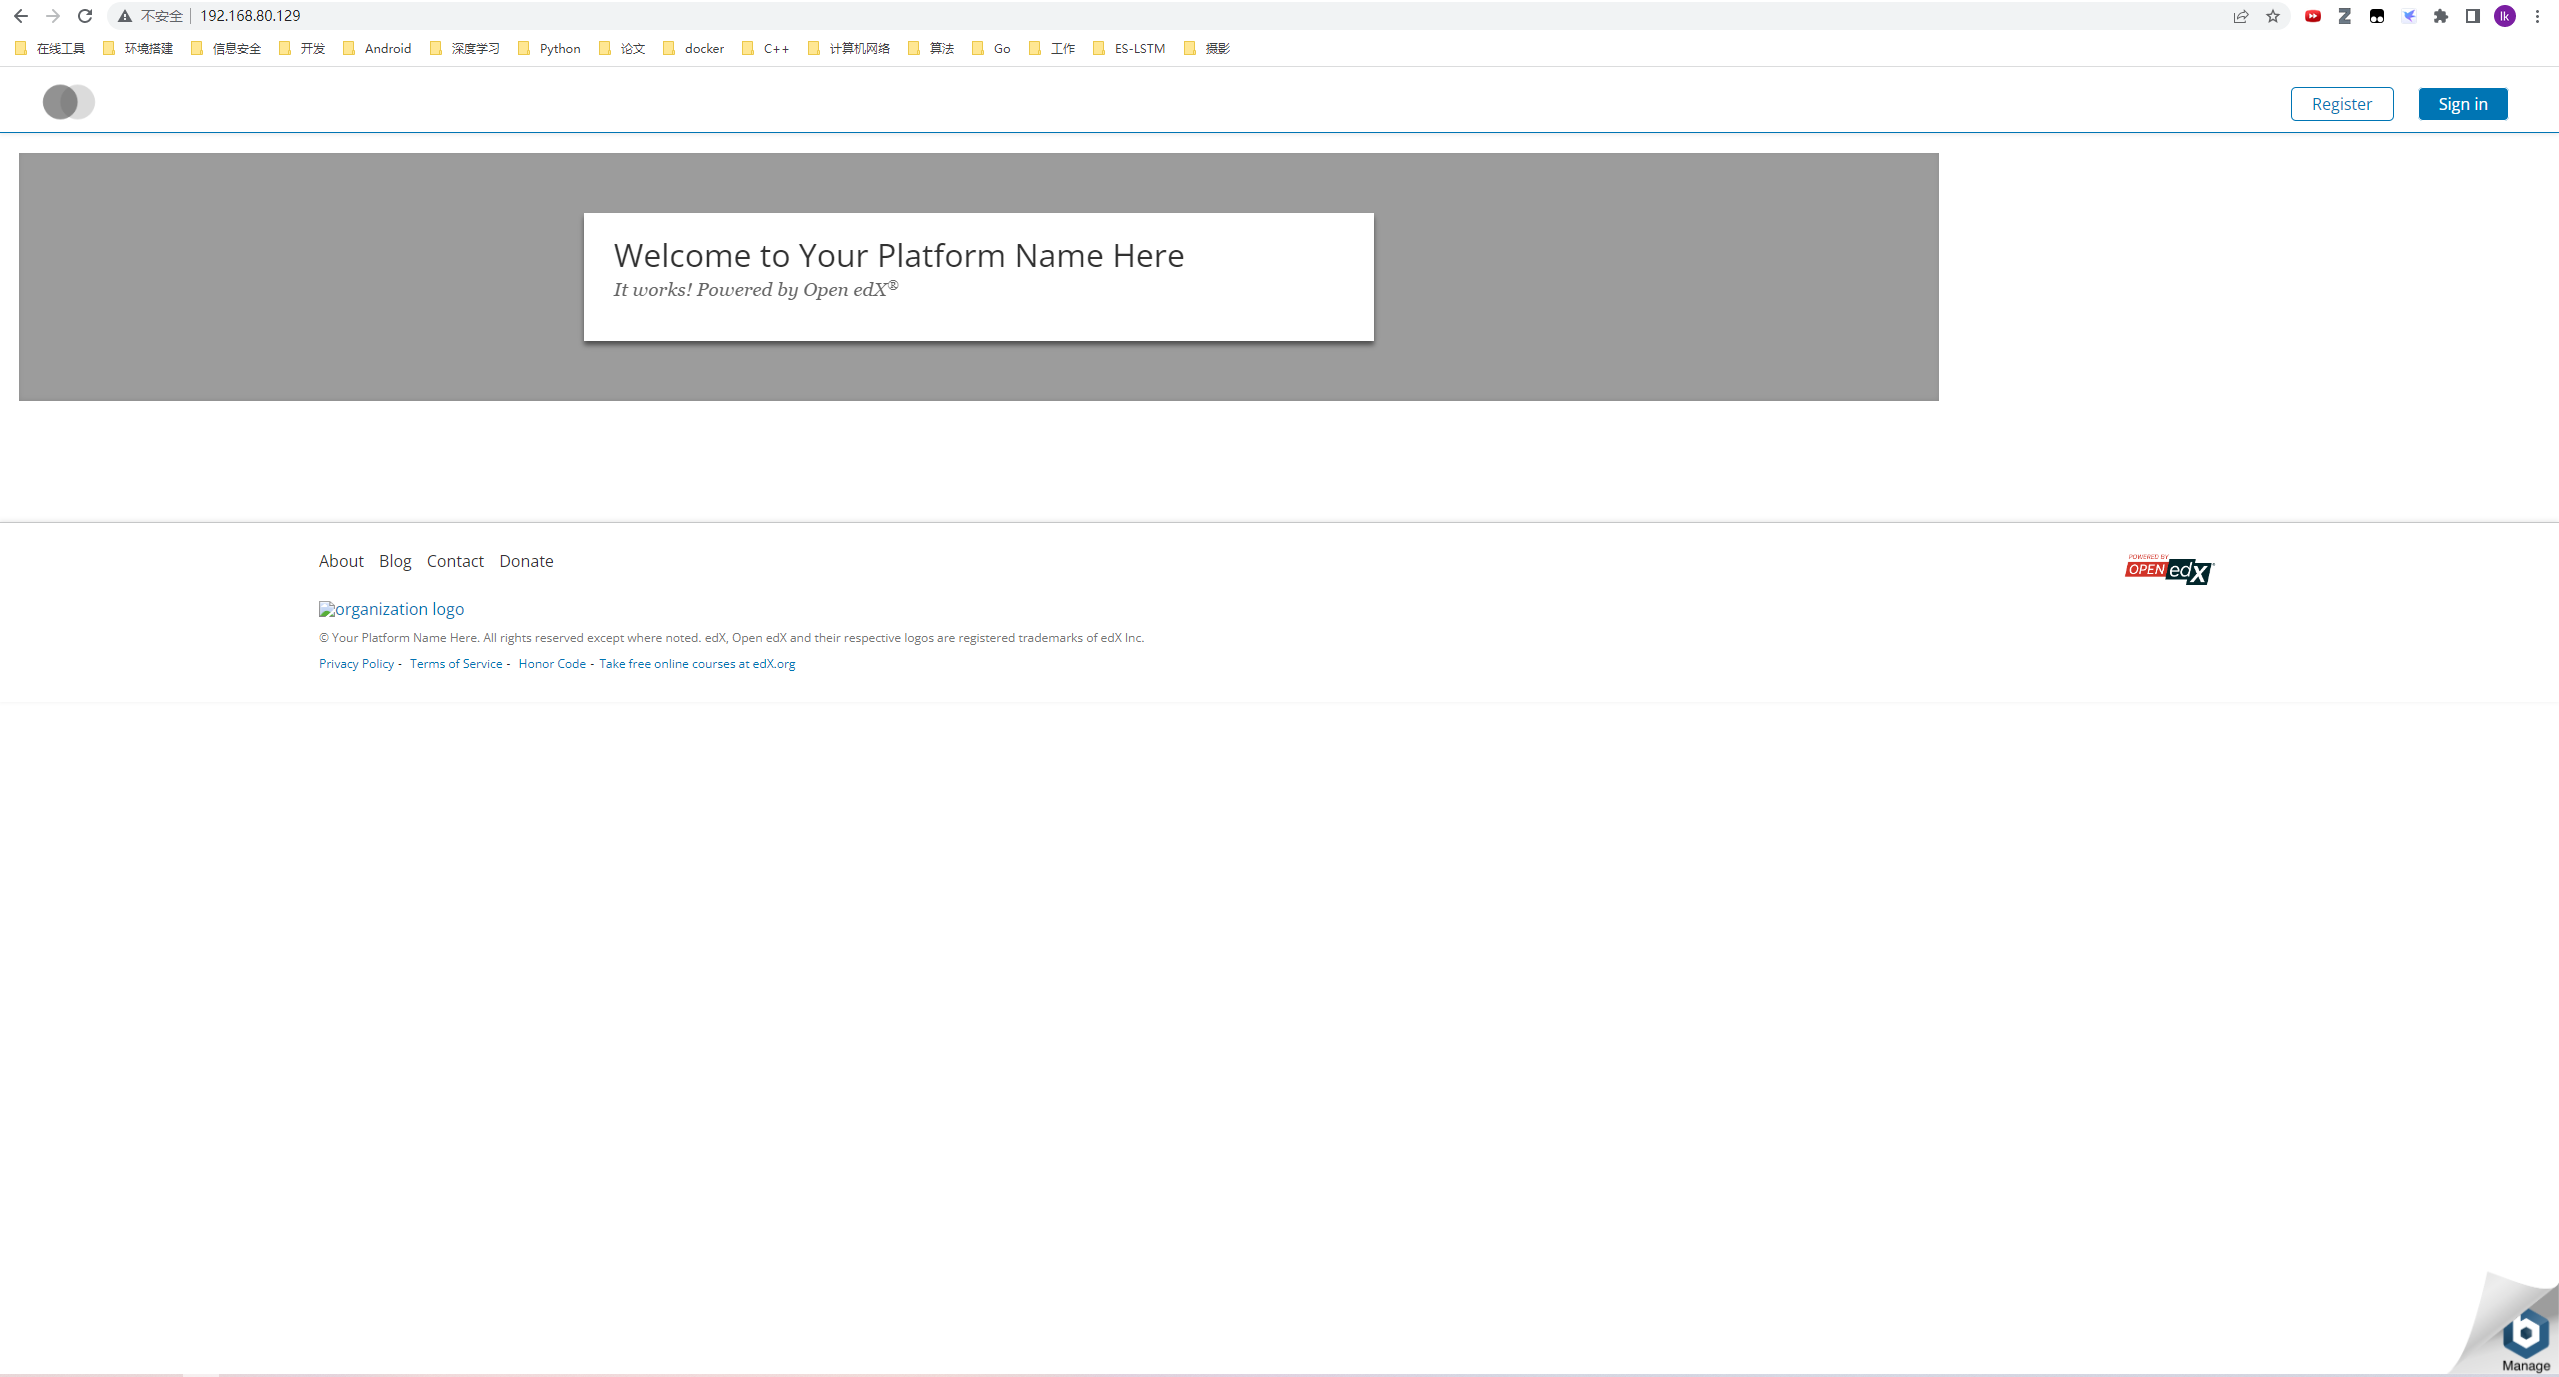 不安全 192.168.80.129
lk
在线工具 环境搭建 信息安全 开发 Android 深度学习 Python 论文 docker C++ 计算机网络 算法 Go 工作 ES-LSTM 摄影
Register Sign in
Welcome to Your Platform Name Here
It works! Powered by Open edX®
About Blog Contact Donate
POWERED BY
OPEN edX
organization logo
© Your Platform Name Here. All rights reserved except where noted. edX, Open edX and their respective logos are registered trademarks of edX Inc.
Privacy Policy - Terms of Service - Honor Code - Take free online courses at edX.org
Manage